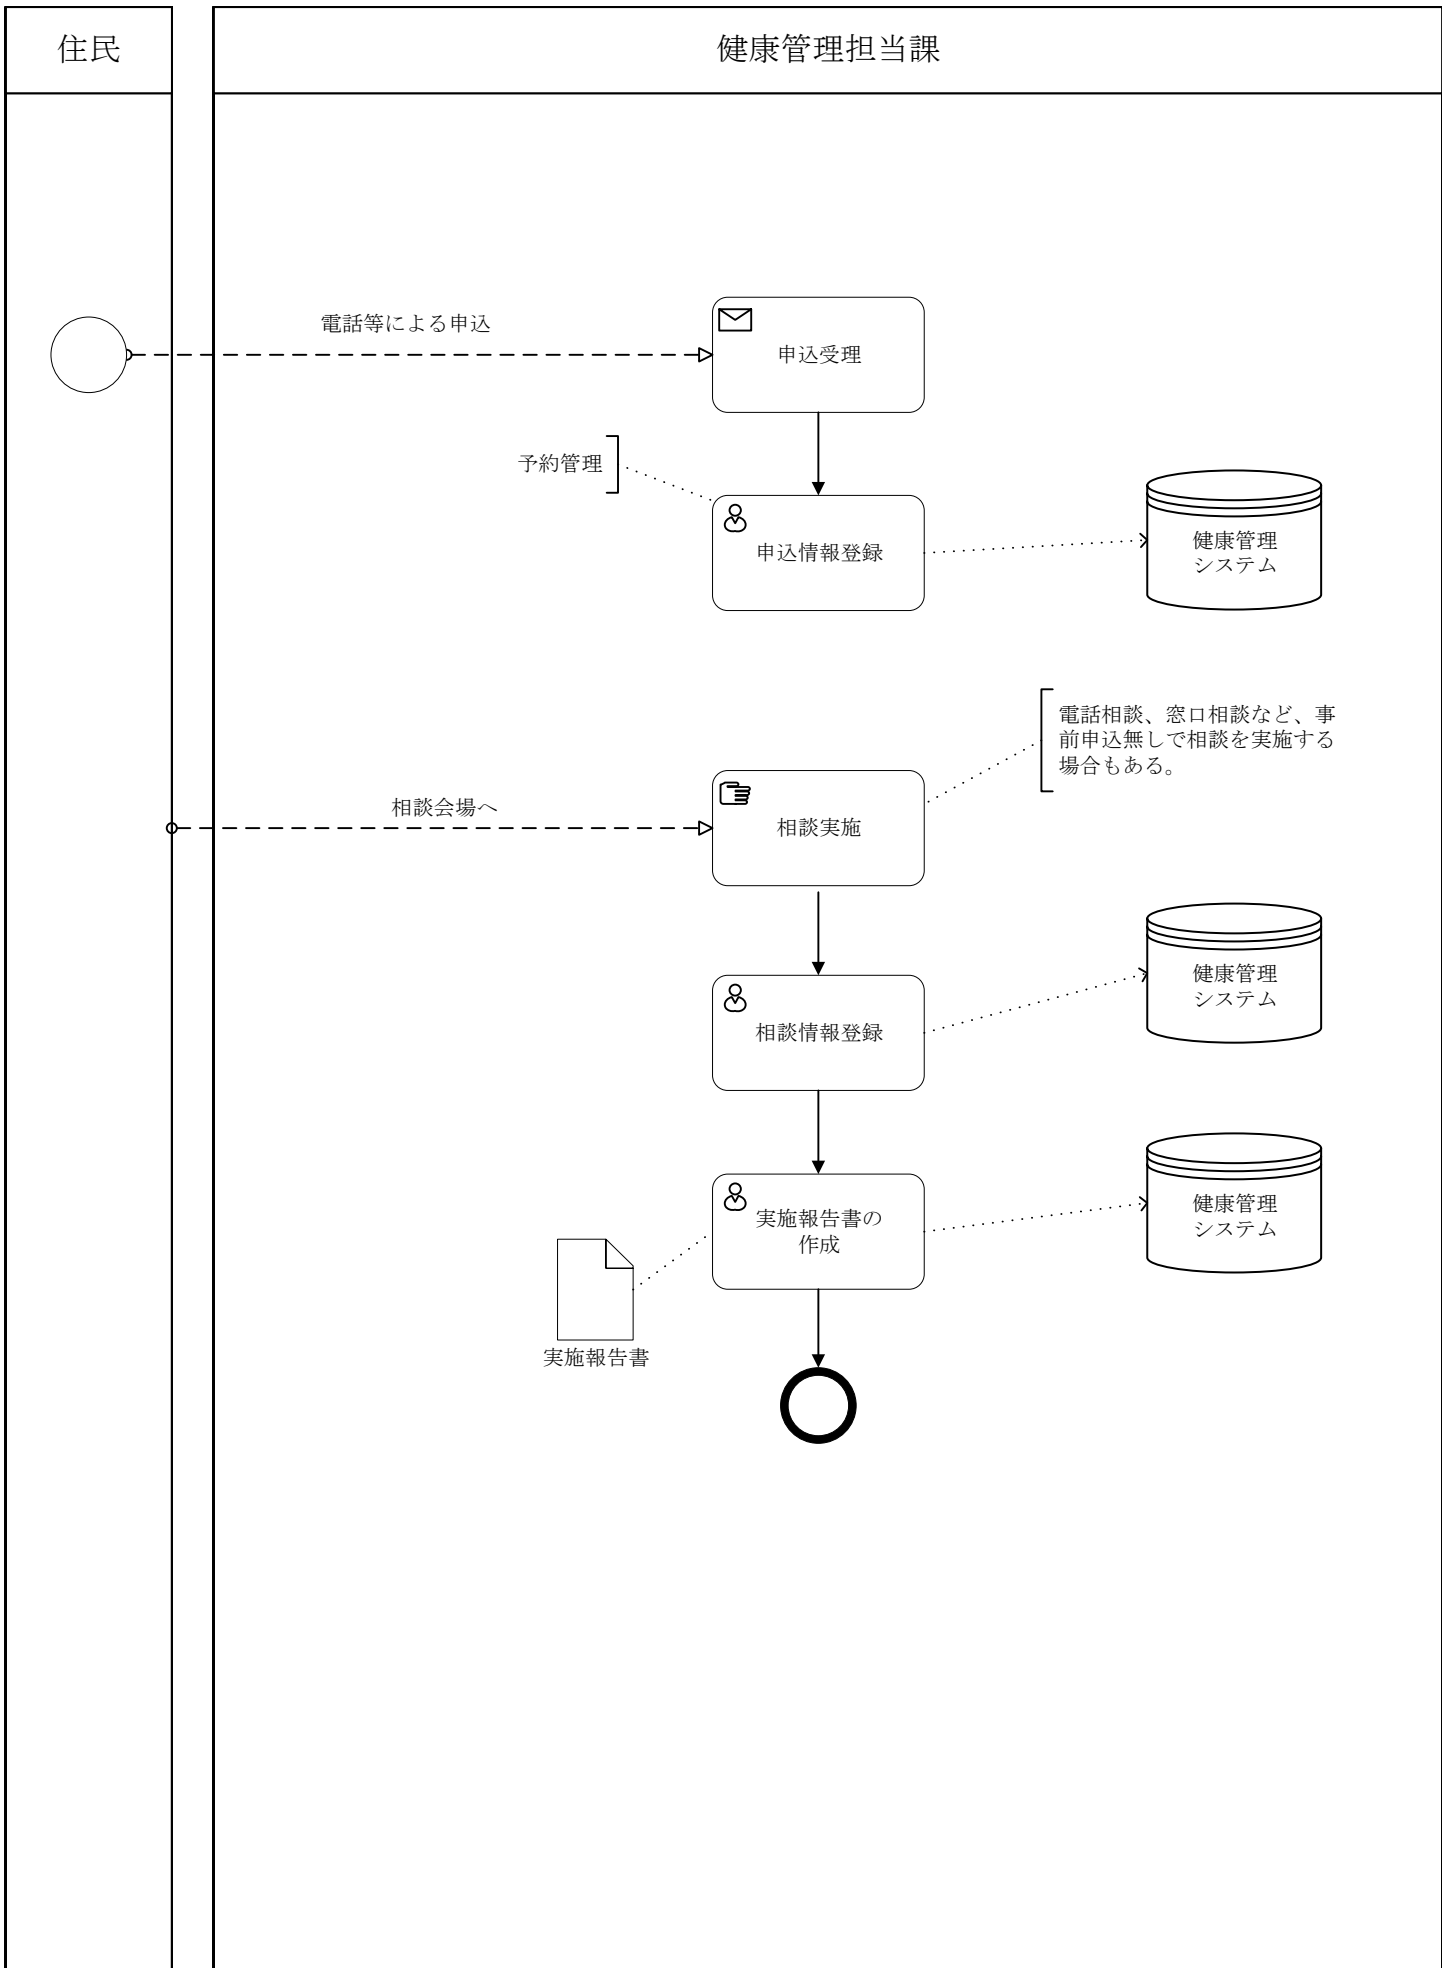 住民
健康管理担当課
電話等による申込
申込受理
予約管理
申込情報登録
健康管理
システム
電話相談、窓口相談など、事
前申込無しで相談を実施する
場合もある。
相談会場へ
相談実施
健康管理
システム
相談情報登録
健康管理
システム
実施報告書の
作成
実施報告書